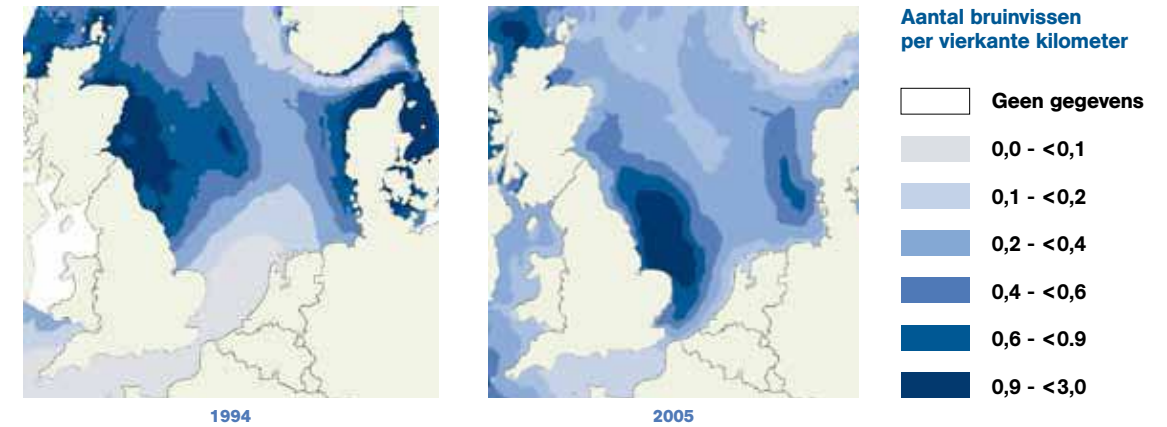 Aantal bruinvissen
per vierkante kilometer
Geen gegevens
0,0 - <0,1
0,1 - <0,2
0,2 - <0,4
0,4 - <0,6
0,6 - <0.9
0,9 - <3,0
1994
2005